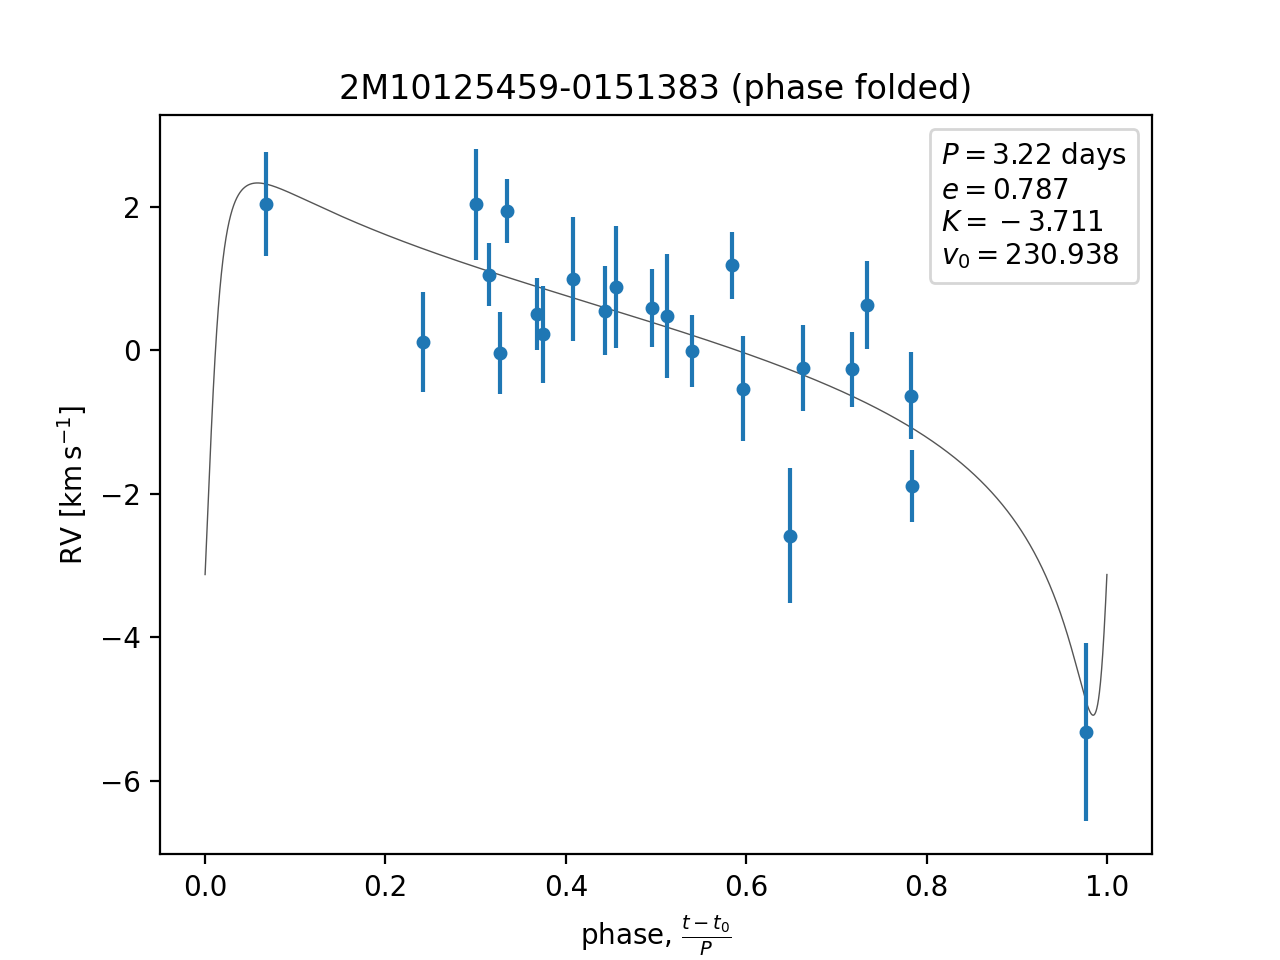 2M10125459-0151383 (phase folded)
P = 3.22 days
e = 0.787
K = −3.711
v₀ = 230.938
RV [km s⁻¹]
2
0
−2
−4
−6
0.0 0.2 0.4 0.6 0.8 1.0
phase, (t − t₀)/P